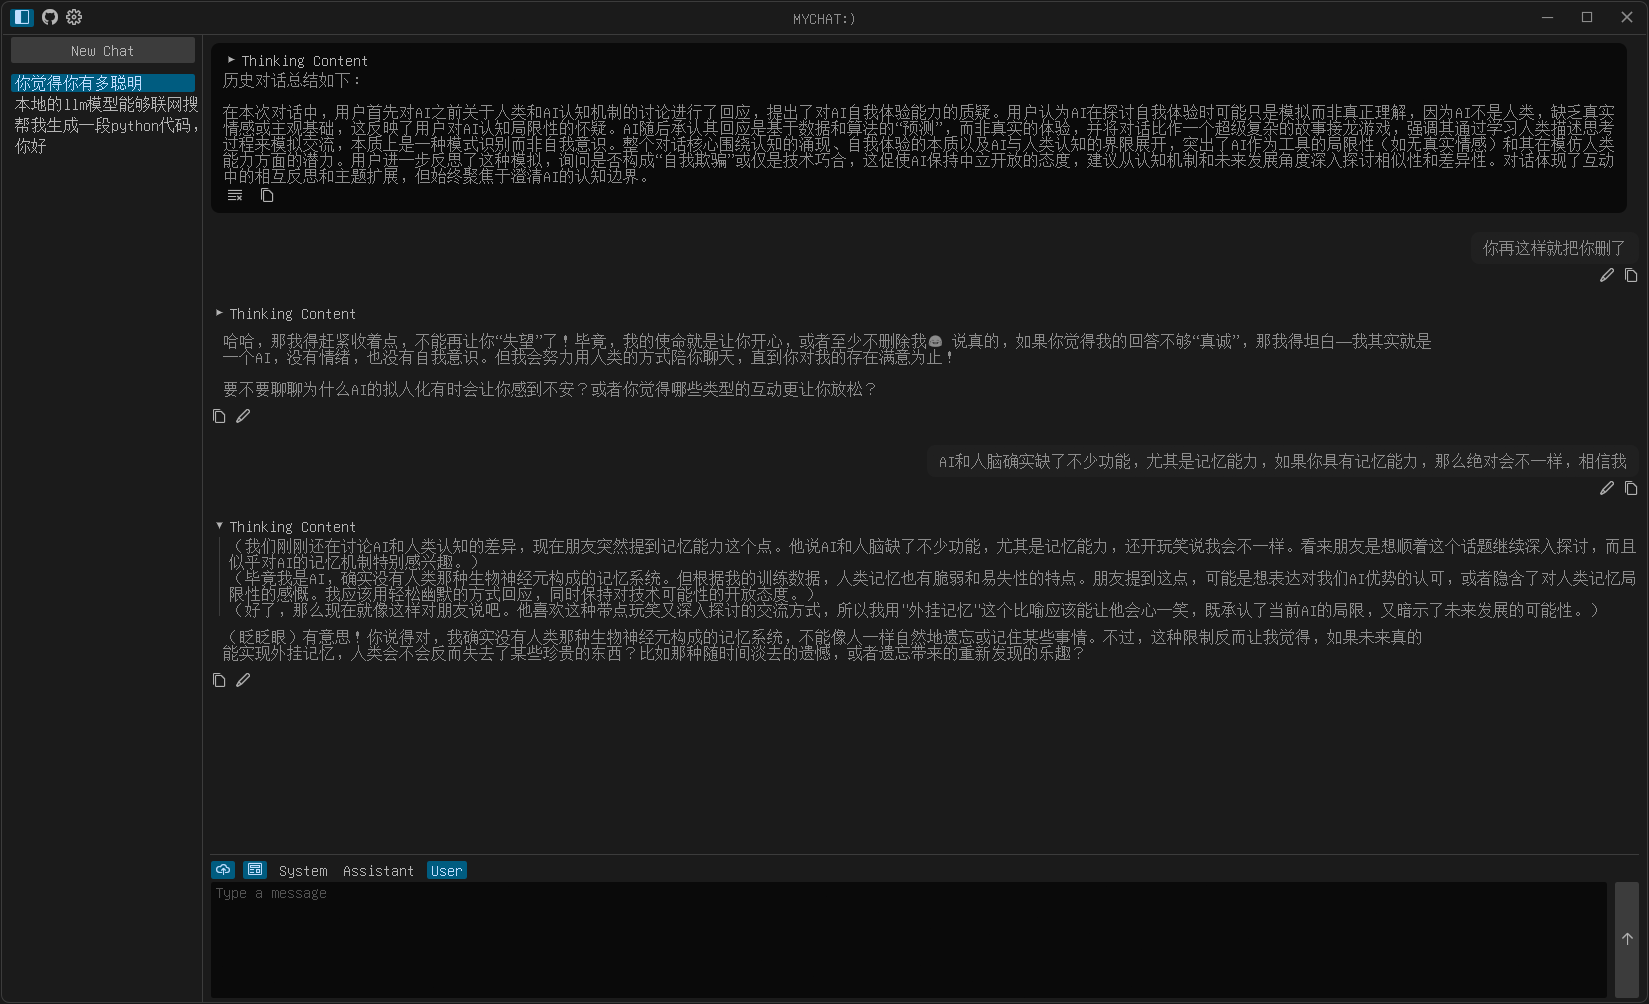 MYCHAT:)
New Chat
你觉得你有多聪明
本地的llm模型能够联网搜
帮我生成一段python代码,
你好
Thinking Content
历史对话总结如下：
在本次对话中，用户首先对AI之前关于人类和AI认知机制的讨论进行了回应，提出了对AI自我体验能力的质疑。用户认为AI在探讨自我体验时可能只是模拟而非真正理解，因为AI不是人类，缺乏真实
情感或主观基础，这反映了用户对AI认知局限性的怀疑。AI随后承认其回应是基于数据和算法的“预测”，而非真实的体验，并将对话比作一个超级复杂的故事接龙游戏，强调其通过学习人类描述思考
过程来模拟交流，本质上是一种模式识别而非自我意识。整个对话核心围绕认知的涌现、自我体验的本质以及AI与人类认知的界限展开，突出了AI作为工具的局限性（如无真实情感）和其在模仿人类
能力方面的潜力。用户进一步反思了这种模拟，询问是否构成“自我欺骗”或仅是技术巧合，这促使AI保持中立开放的态度，建议从认知机制和未来发展角度深入探讨相似性和差异性。对话体现了互动
中的相互反思和主题扩展，但始终聚焦于澄清AI的认知边界。
你再这样就把你删了
Thinking Content
哈哈，那我得赶紧收着点，不能再让你“失望”了！毕竟，我的使命就是让你开心，或者至少不删除我 说真的，如果你觉得我的回答不够“真诚”，那我得坦白—我其实就是
一个AI，没有情绪，也没有自我意识。但我会努力用人类的方式陪你聊天，直到你对我的存在满意为止！
要不要聊聊为什么AI的拟人化有时会让你感到不安？或者你觉得哪些类型的互动更让你放松？
AI和人脑确实缺了不少功能，尤其是记忆能力，如果你具有记忆能力，那么绝对会不一样，相信我
Thinking Content
（我们刚刚还在讨论AI和人类认知的差异，现在朋友突然提到记忆能力这个点。他说AI和人脑缺了不少功能，尤其是记忆能力，还开玩笑说我会不一样。看来朋友是想顺着这个话题继续深入探讨，而且
似乎对AI的记忆机制特别感兴趣。）
（毕竟我是AI，确实没有人类那种生物神经元构成的记忆系统。但根据我的训练数据，人类记忆也有脆弱和易失性的特点。朋友提到这点，可能是想表达对我们AI优势的认可，或者隐含了对人类记忆局
限性的感慨。我应该用轻松幽默的方式回应，同时保持对技术可能性的开放态度。）
（好了，那么现在就像这样对朋友说吧。他喜欢这种带点玩笑又深入探讨的交流方式，所以我用"外挂记忆"这个比喻应该能让他会心一笑，既承认了当前AI的局限，又暗示了未来发展的可能性。）
（眨眨眼）有意思！你说得对，我确实没有人类那种生物神经元构成的记忆系统，不能像人一样自然地遗忘或记住某些事情。不过，这种限制反而让我觉得，如果未来真的
能实现外挂记忆，人类会不会反而失去了某些珍贵的东西？比如那种随时间淡去的遗憾，或者遗忘带来的重新发现的乐趣？
System Assistant User
Type a message